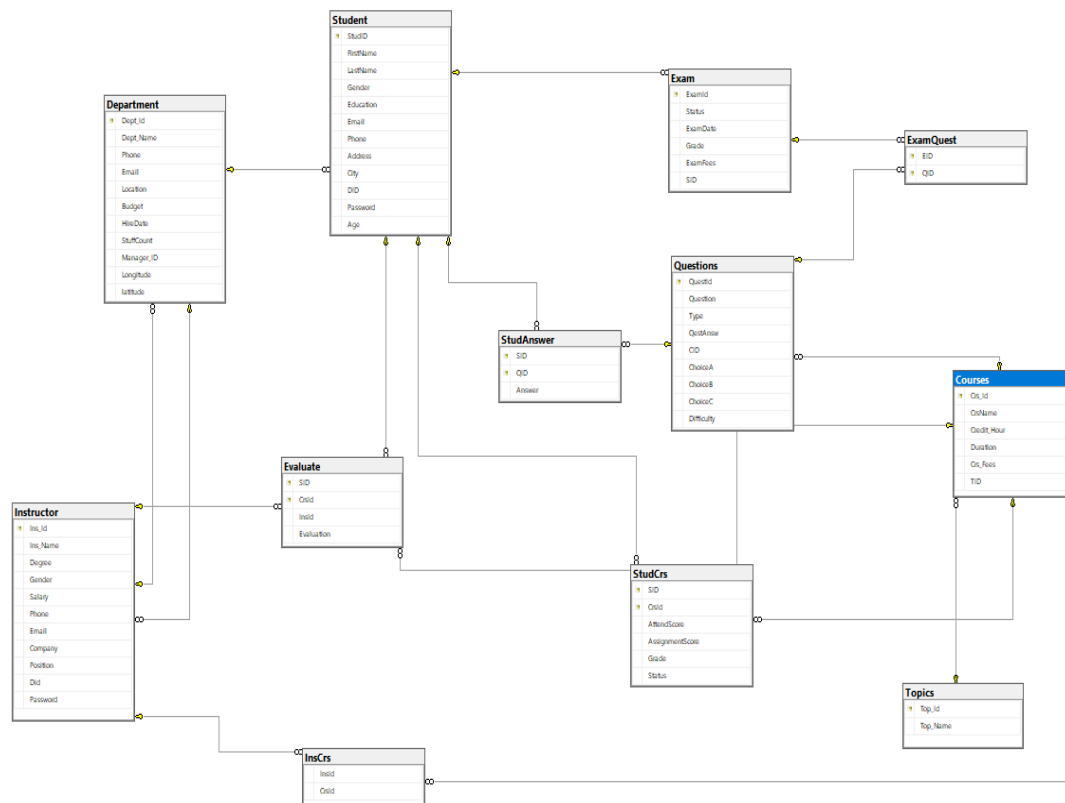 Student
StudID
FirstName
LastName
Gender
Education
Email
Phone
Address
City
DID
Password
Age
Exam
ExamId
Status
ExamDate
Grade
ExamFees
SID
Department
Dept_Id
Dept_Name
Phone
Email
Location
Budget
HireDate
StuffCount
Manager_ID
Longitude
latitude
ExamQuest
EID
QID
Questions
QuestId
Question
Type
QestAnsw
CID
ChoiceA
ChoiceB
ChoiceC
Difficulty
StudAnswer
SID
QID
Answer
Courses
Crs_Id
CrsName
Credit_Hour
Duration
Crs_Fees
TID
Evaluate
SID
CrsId
InsId
Evaluation
Instructor
Ins_Id
Ins_Name
Degree
Gender
Salary
Phone
Email
Company
Position
Did
Password
StudCrs
SID
CrsId
AttendScore
AssignmentScore
Grade
Status
Topics
Top_Id
Top_Name
InsCrs
InsId
CrsId